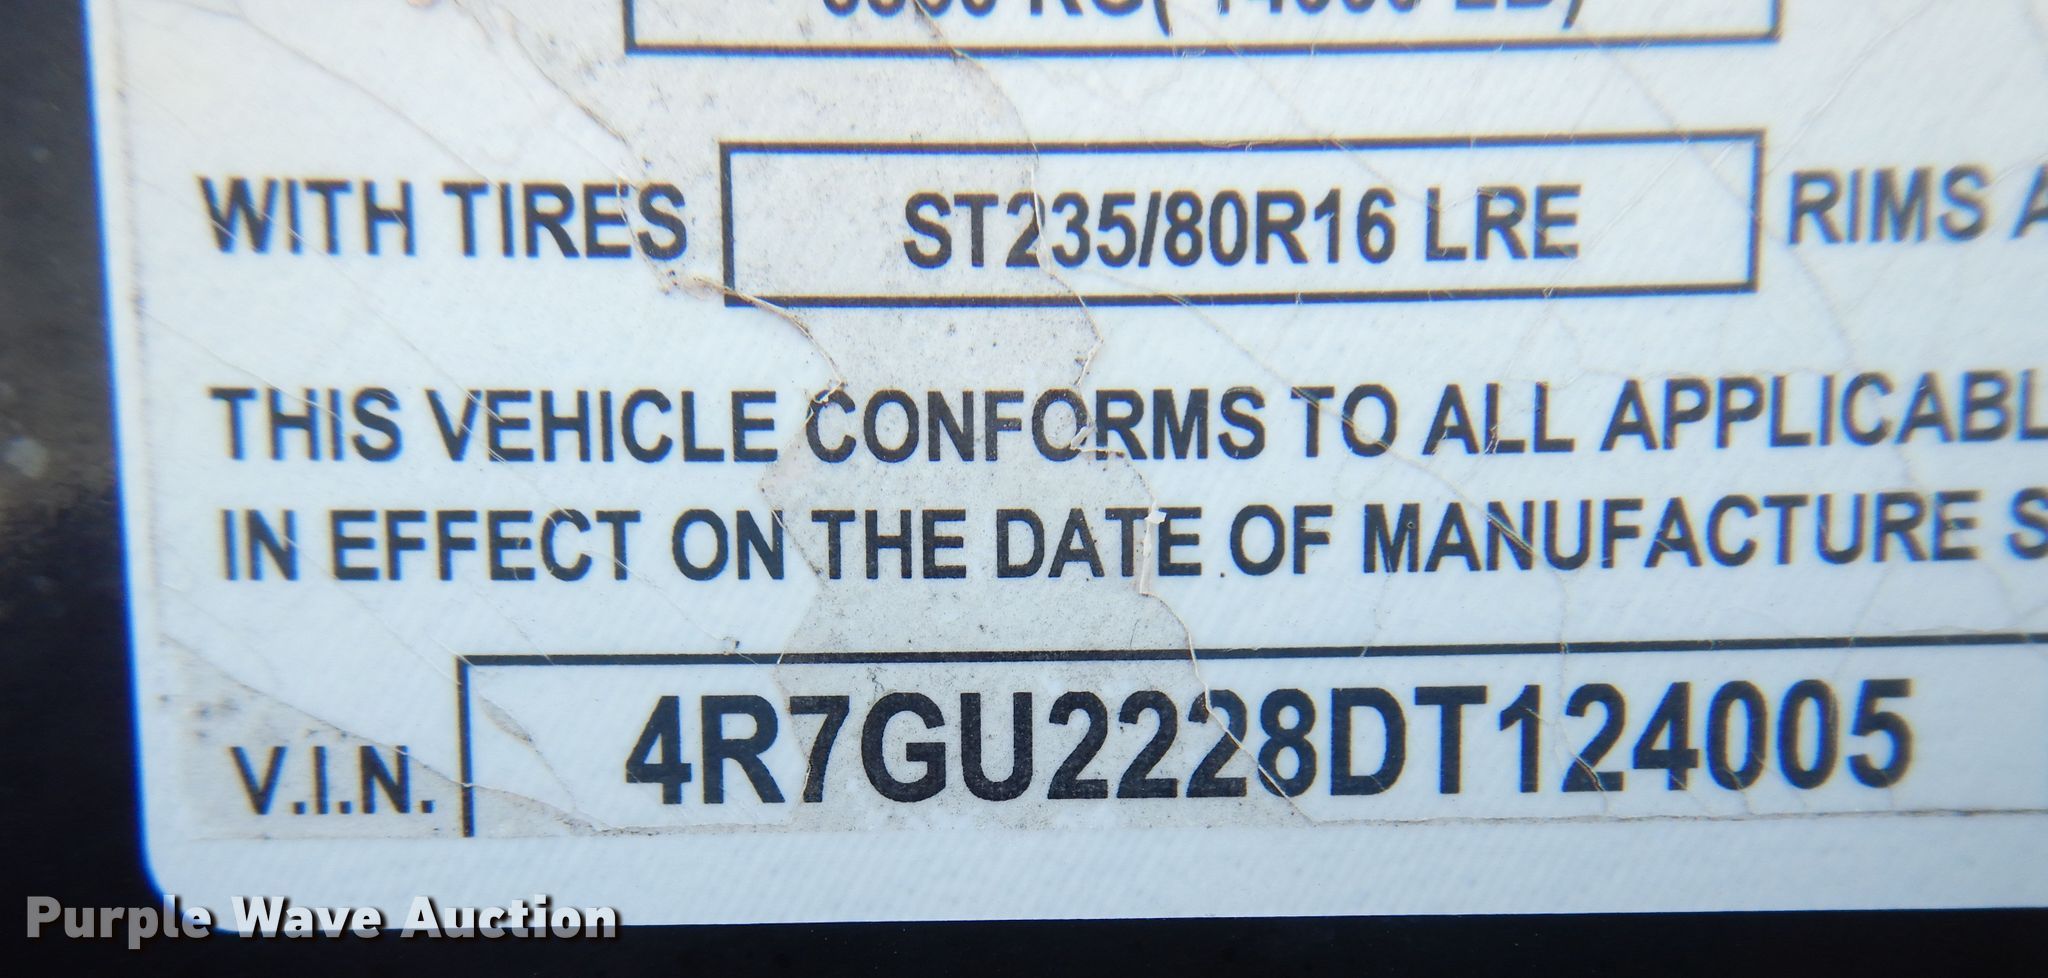 WITH TIRES ST235/80R16 LRE RIMS
THIS VEHICLE CONFORMS TO ALL APPLICABL
IN EFFECT ON THE DATE OF MANUFACTURE S
V.I.N. 4R7GU2228DT124005
Purple Wave Auction